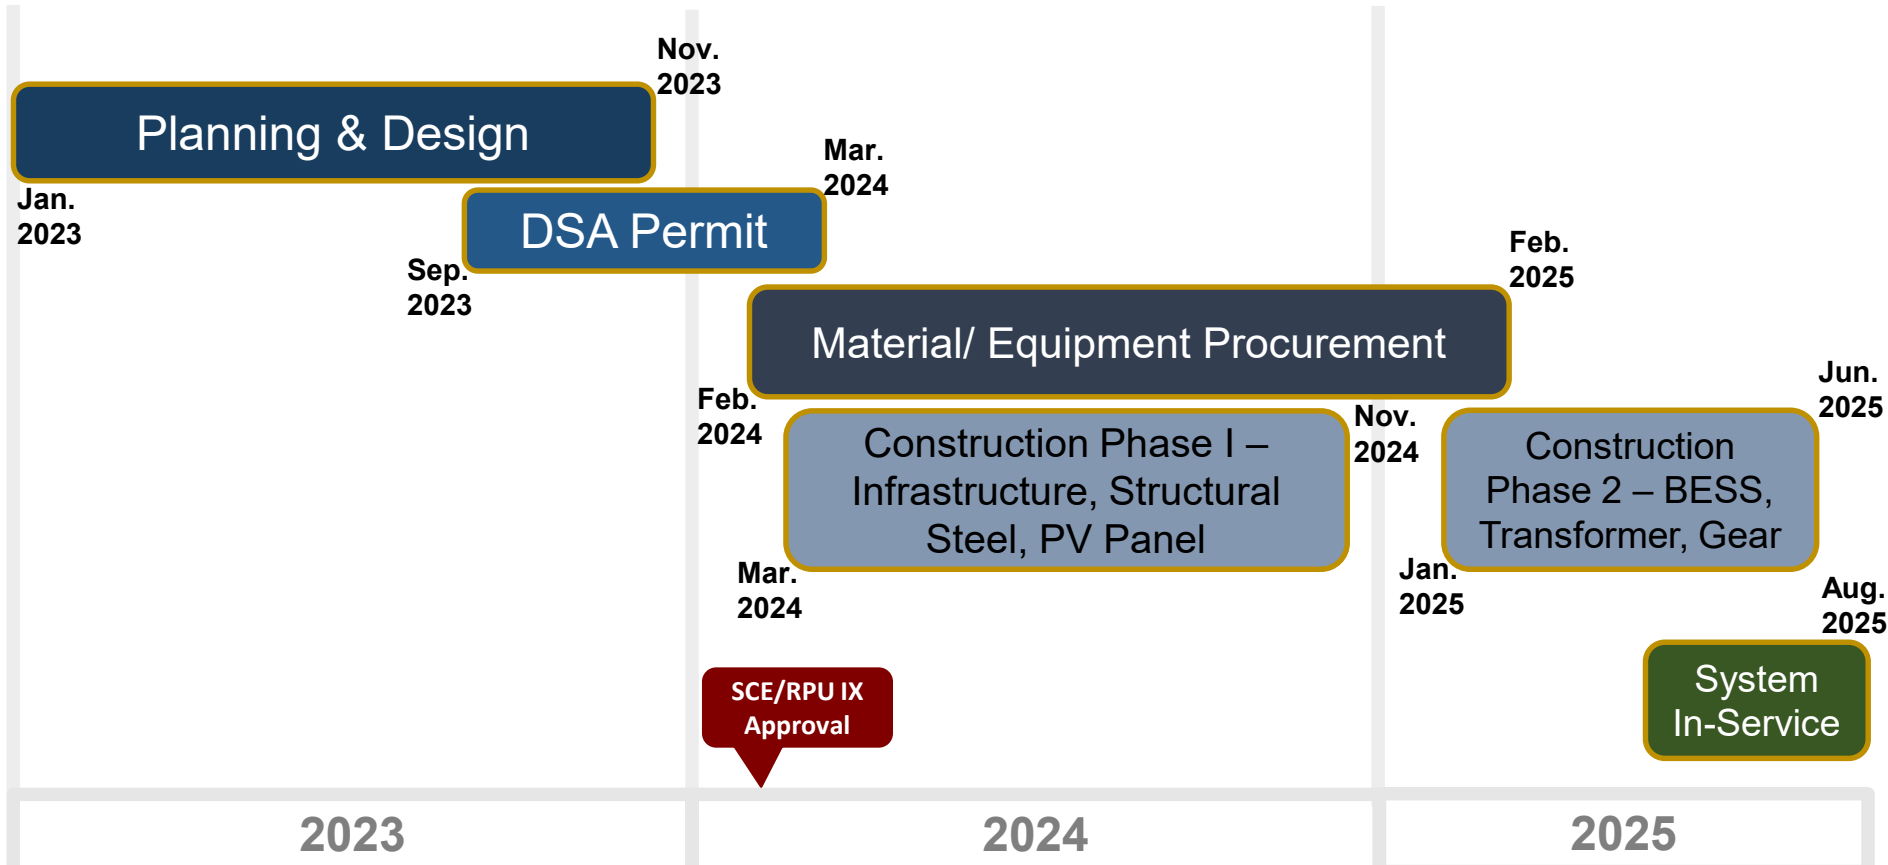 Nov.
2023
Planning & Design
Jan.
2023
Mar.
2024
DSA Permit
Sep.
2023
Feb.
2025
Material/ Equipment Procurement
Feb.
2024
Nov.
2024
Construction Phase I –
Infrastructure, Structural
Steel, PV Panel
Mar.
2024
Jun.
2025
Construction
Phase 2 – BESS,
Transformer, Gear
Jan.
2025
Aug.
2025
System
In-Service
SCE/RPU IX
Approval
2023
2024
2025